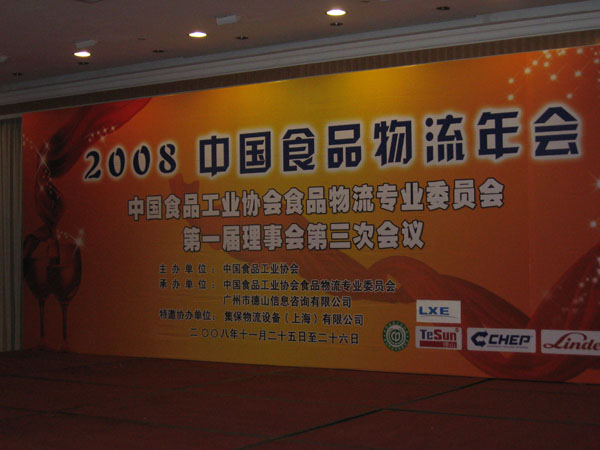 2008 中国食品物流年会
中国食品工业协会食品物流专业委员会
第一届理事会第三次会议
主办单位：中国食品工业协会
承办单位：中国食品工业协会食品物流专业委员会
广州市德山信息咨询有限公司
特邀协办单位：集保物流设备（上海）有限公司
二〇〇八年十一月二十五日至二十六日
LXE
TeSun
CHEP
Linde